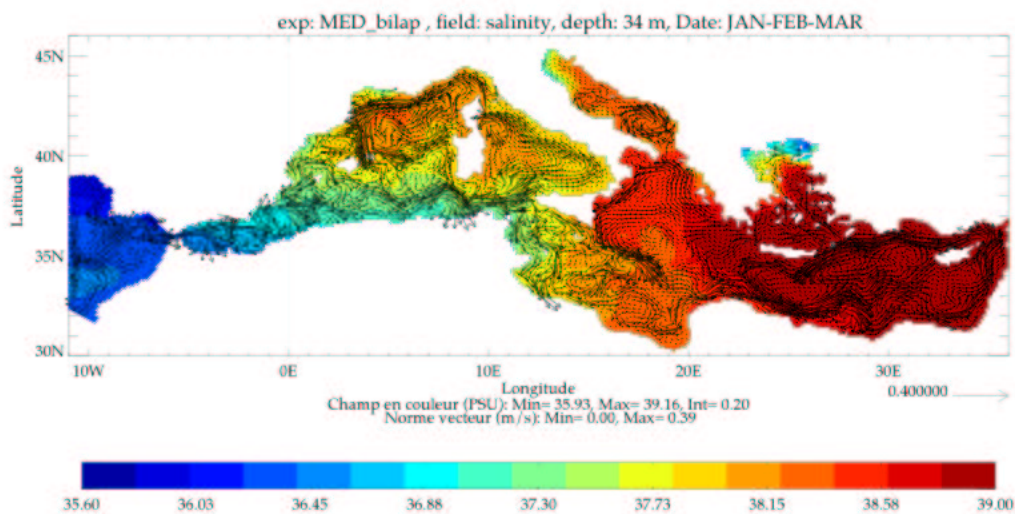 exp: MED_bilap , field: salinity, depth: 34 m, Date: JAN-FEB-MAR
45N
40N
35N
30N
Latitude
10W 0E 10E 20E 30E
Longitude
0.400000
Champ en couleur (PSU): Min= 35.93, Max= 39.16, Int= 0.20
Norme vecteur (m/s): Min= 0.00, Max= 0.39
35.60 36.03 36.45 36.88 37.30 37.73 38.15 38.58 39.00